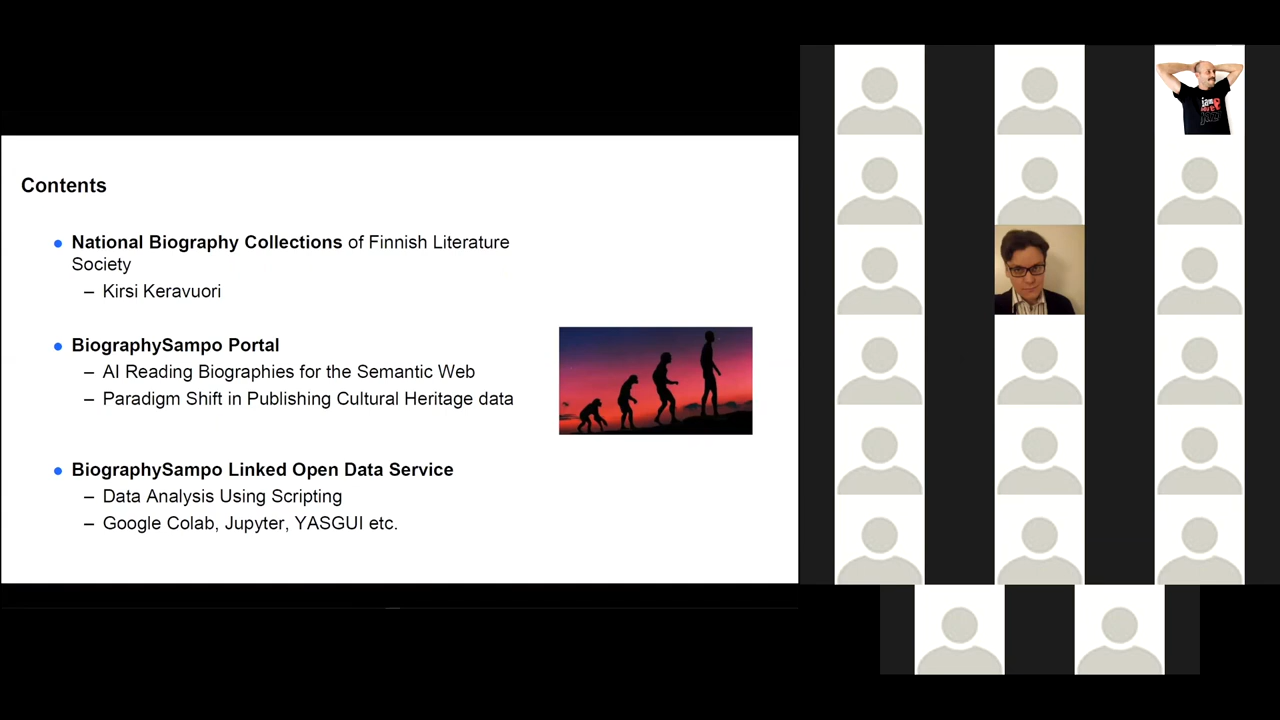 Contents
• National Biography Collections of Finnish Literature
Society
– Kirsi Keravuori
• BiographySampo Portal
– AI Reading Biographies for the Semantic Web
– Paradigm Shift in Publishing Cultural Heritage data
• BiographySampo Linked Open Data Service
– Data Analysis Using Scripting
– Google Colab, Jupyter, YASGUI etc.